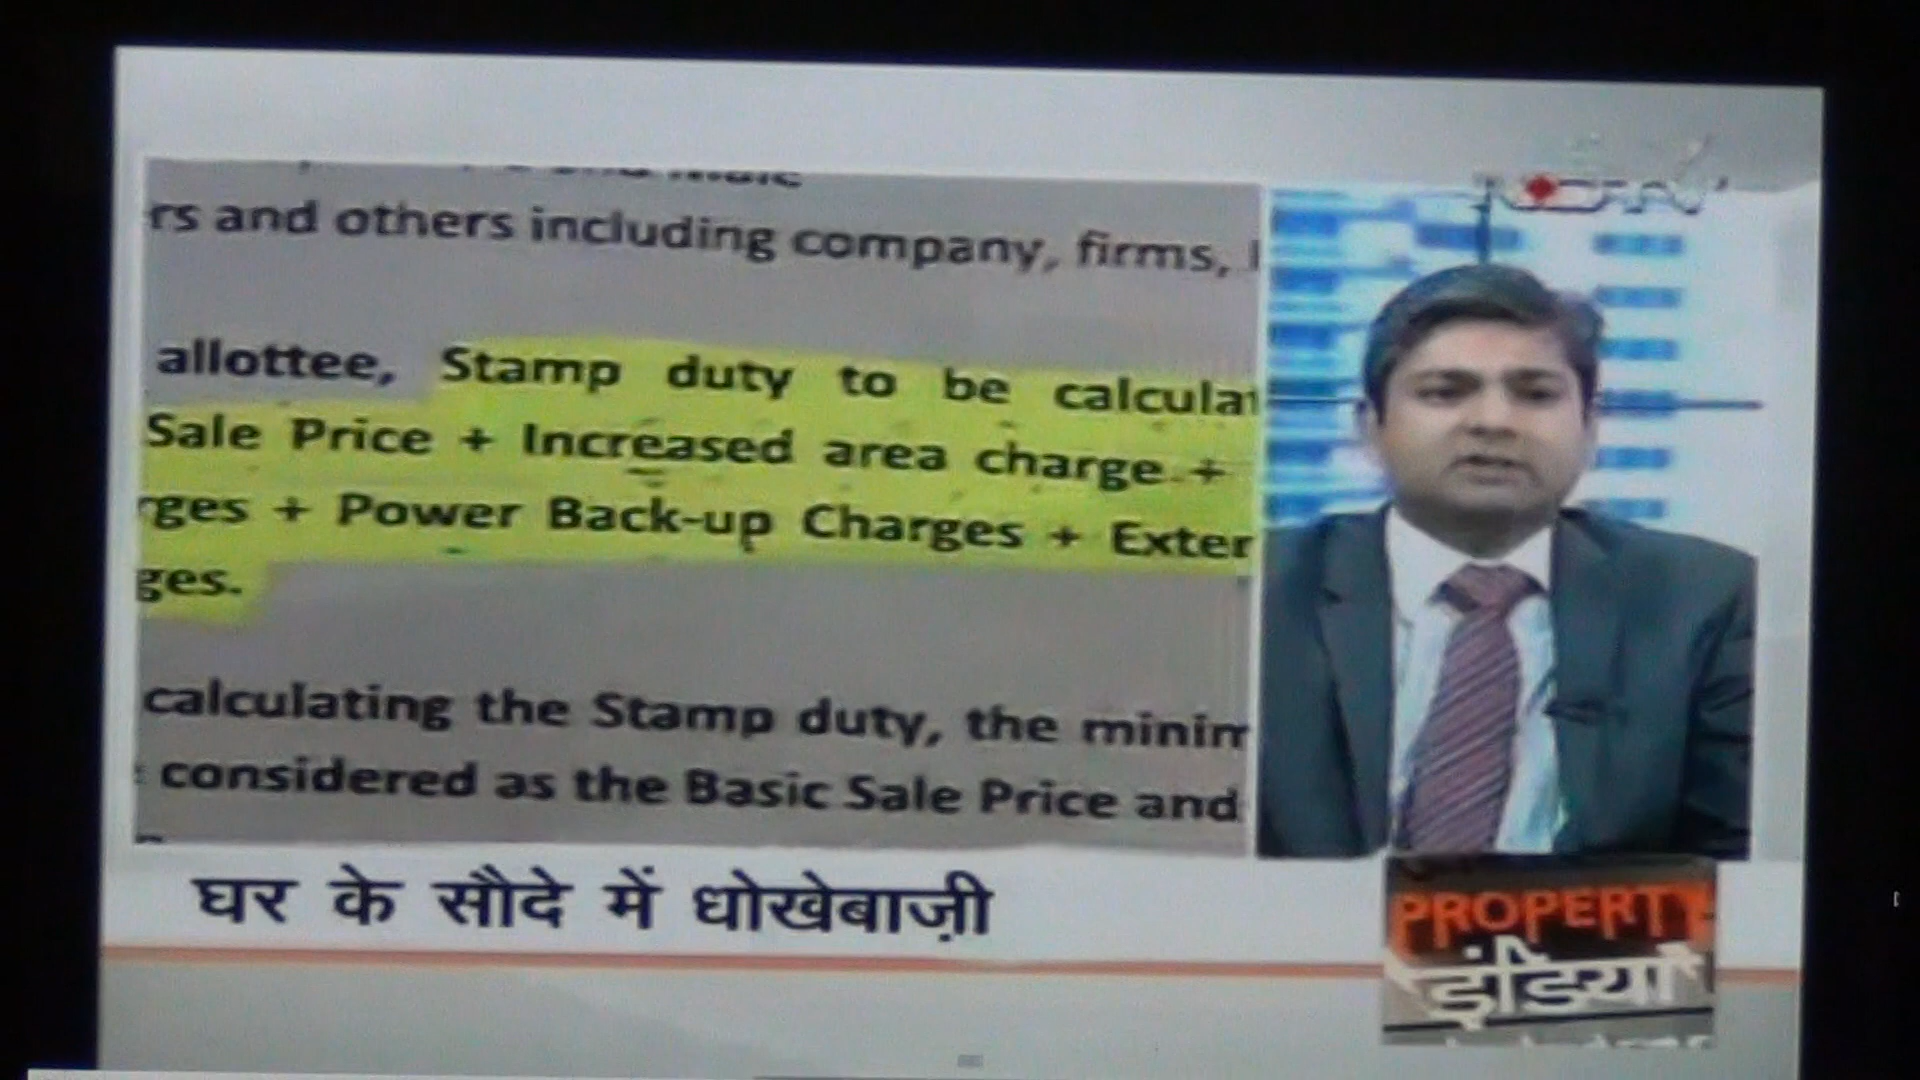 rs and others including company, firms,
allottee, Stamp duty to be calculat
Sale Price + Increased area charge +
rges + Power Back-up Charges + Exter
ges.
calculating the Stamp duty, the minim
considered as the Basic Sale Price and
घर के सौदे में धोखेबाज़ी
PROPERTY
इंडिया